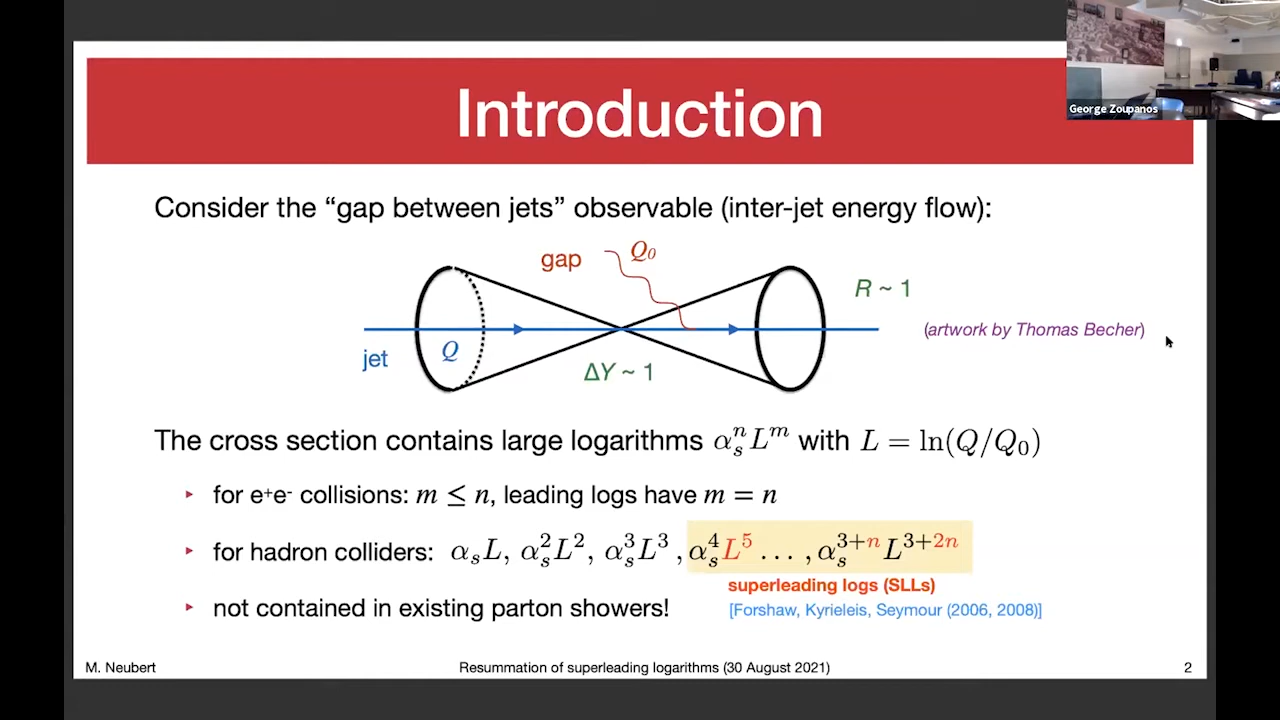 George Zoupanos
Introduction
Consider the “gap between jets” observable (inter-jet energy flow):
gap
Q₀
R ~ 1
(artwork by Thomas Becher)
jet
Q
ΔY ~ 1
The cross section contains large logarithms αₛⁿLᵐ with L = ln(Q/Q₀)
‣ for e⁺e⁻ collisions: m ≤ n, leading logs have m = n
‣ for hadron colliders: αₛL, αₛ²L², αₛ³L³ , αₛ⁴L⁵ . . . , αₛ³⁺ⁿL³⁺²ⁿ
superleading logs (SLLs)
‣ not contained in existing parton showers!
[Forshaw, Kyrieleis, Seymour (2006, 2008)]
M. Neubert
Resummation of superleading logarithms (30 August 2021)
2